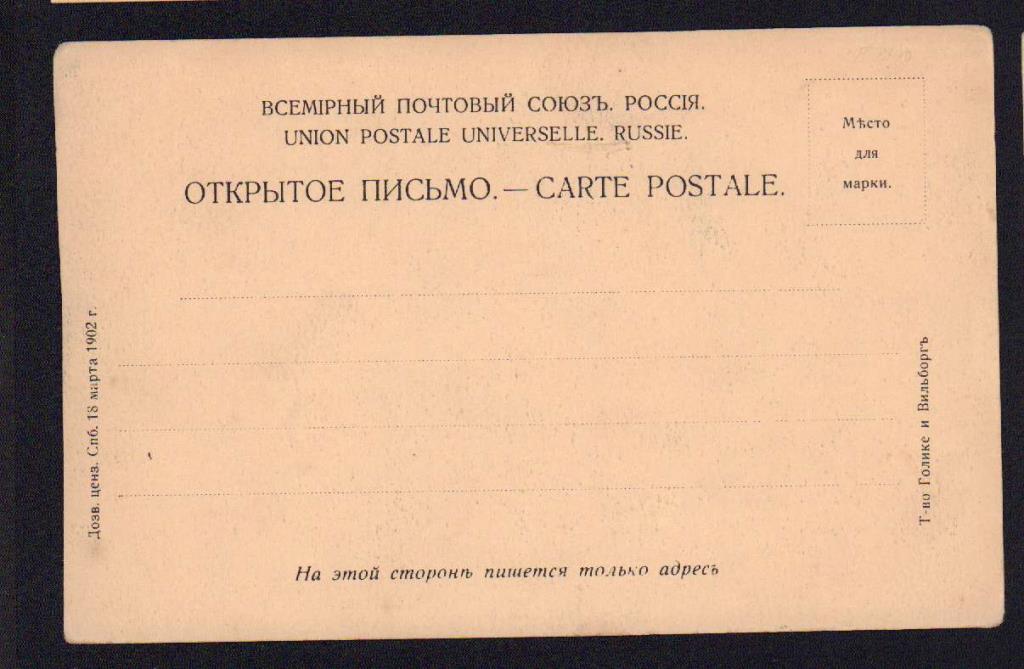 ВСЕМІРНЫЙ ПОЧТОВЫЙ СОЮЗЪ. РОССІЯ.
UNION POSTALE UNIVERSELLE. RUSSIE.
ОТКРЫТОЕ ПИСЬМО. — CARTE POSTALE.
Мѣсто
для
марки.
Дозв. ценз. Спб. 18 марта 1902 г.
Т-во Голике и Вильборгъ
На этой сторонѣ пишется только адресъ